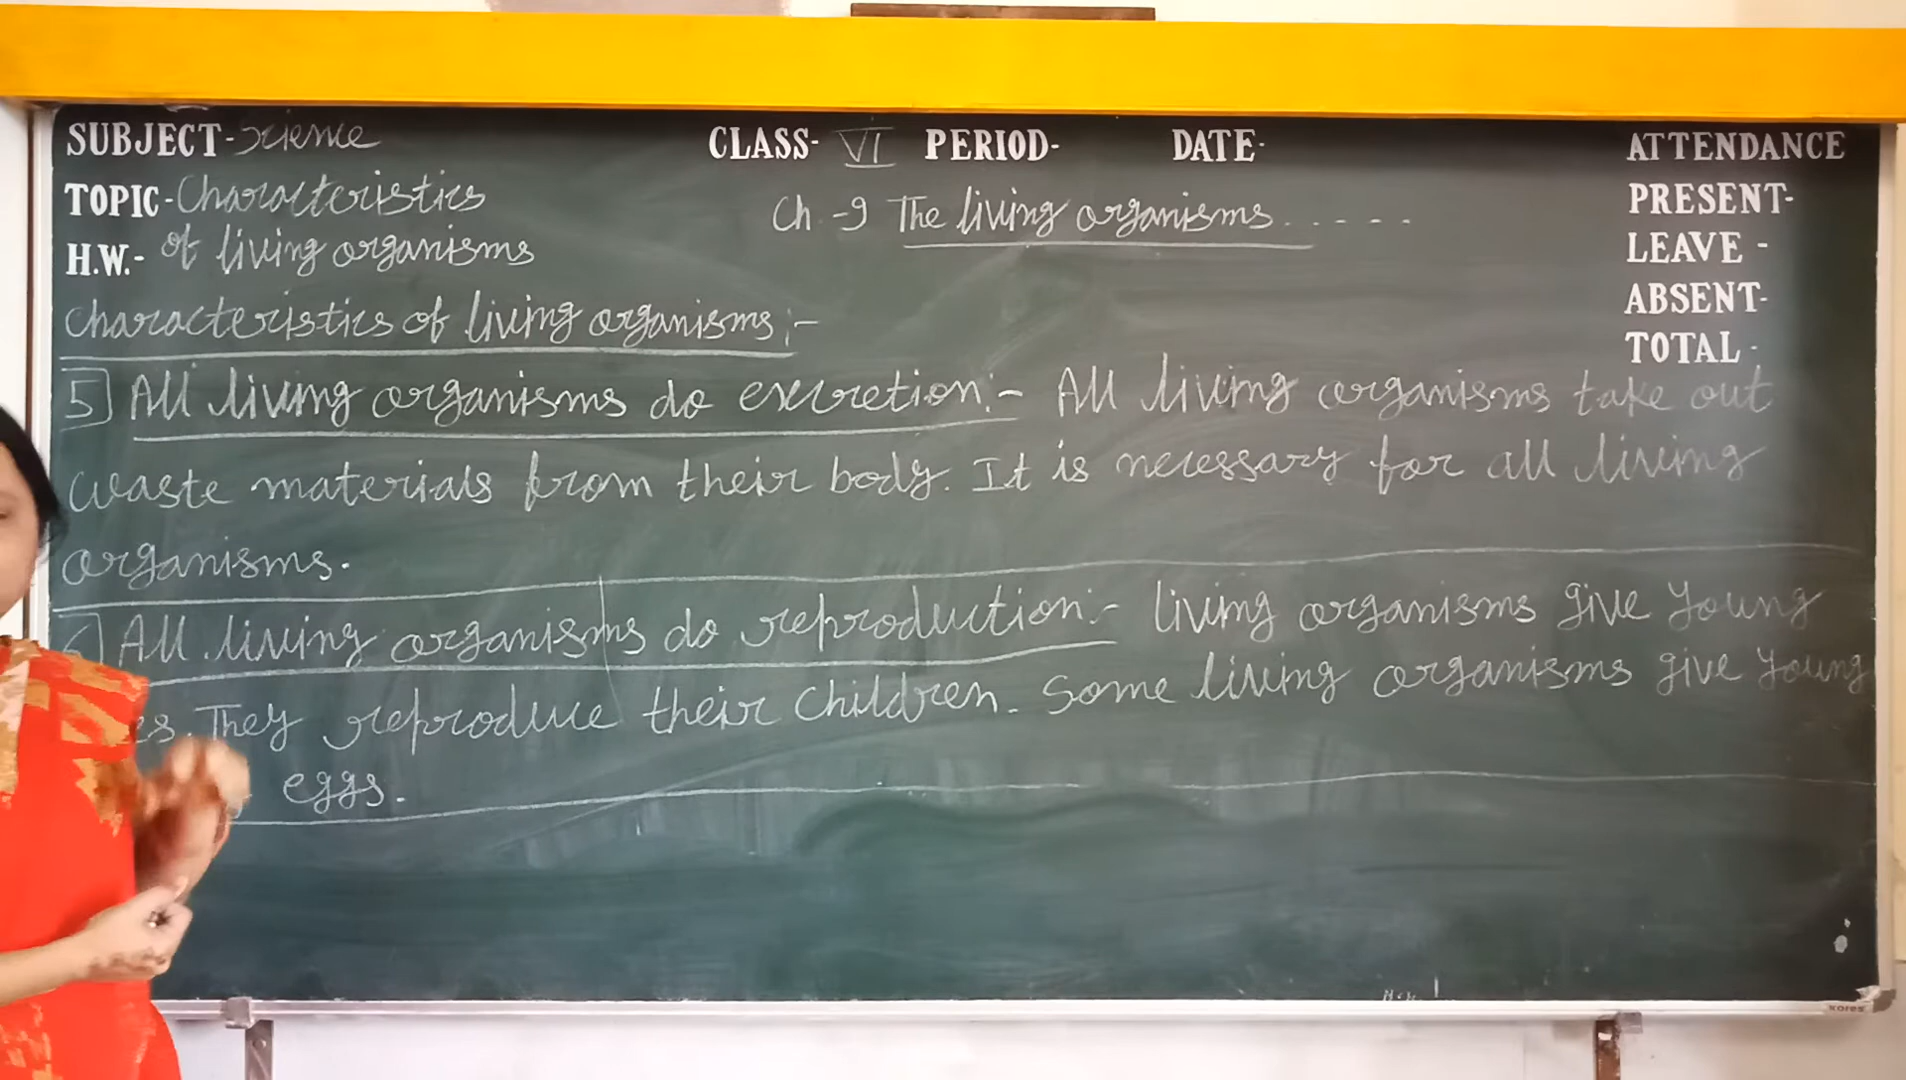 SUBJECT-Science CLASS- VI PERIOD- DATE- ATTENDANCE
TOPIC-Characteristics Ch -9 The living organisms..... PRESENT-
H.W.- of living organisms LEAVE -
Characteristics of living organisms:- ABSENT-
TOTAL-
5] All living organisms do excretion:- All living organisms take out
waste materials from their body. It is necessary for all living
organisms.
6] All living organisms do reproduction:- living organisms give young
They reproduce their children. Some living organisms give young
eggs.
kores